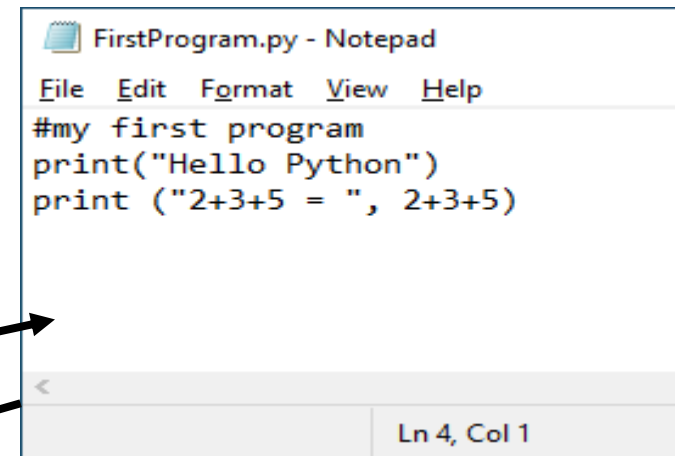 FirstProgram.py - Notepad
File Edit Format View Help
#my first program
print("Hello Python")
print ("2+3+5 = ", 2+3+5)
Ln 4, Col 1